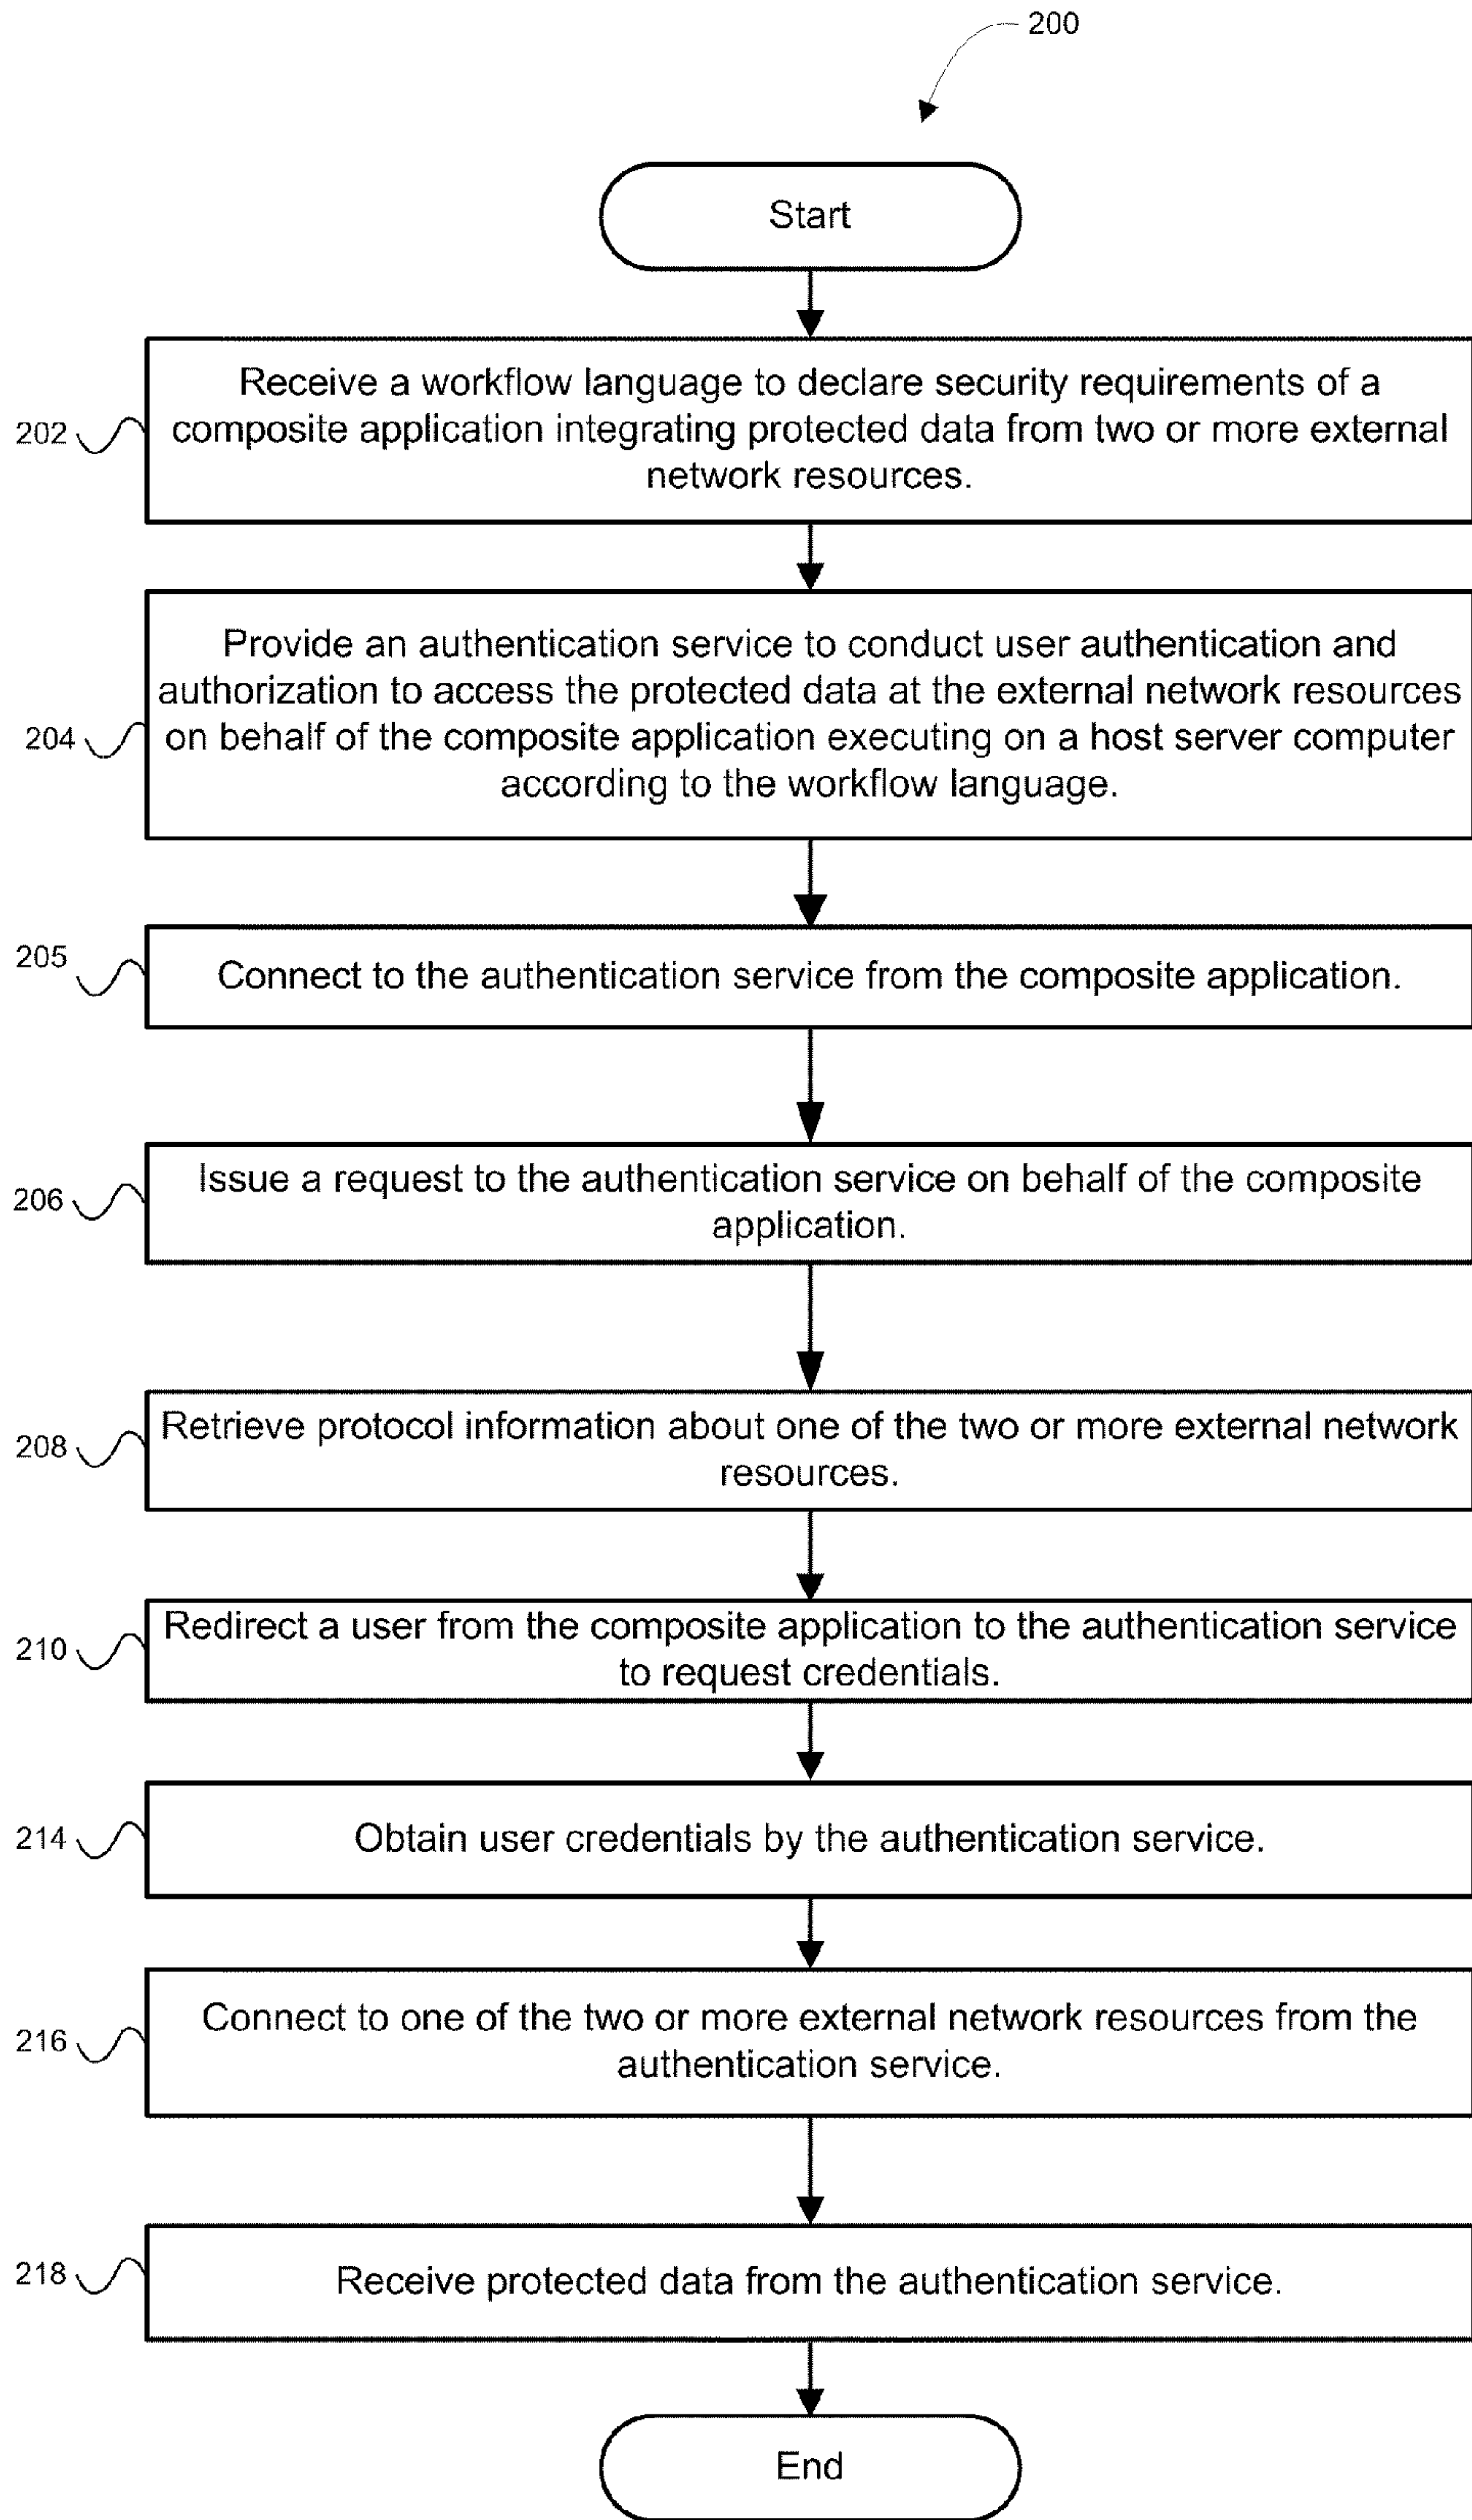 200
Start
202
Receive a workflow language to declare security requirements of a
composite application integrating protected data from two or more external
network resources.
204
Provide an authentication service to conduct user authentication and
authorization to access the protected data at the external network resources
on behalf of the composite application executing on a host server computer
according to the workflow language.
205
Connect to the authentication service from the composite application.
206
Issue a request to the authentication service on behalf of the composite
application.
208
Retrieve protocol information about one of the two or more external network
resources.
210
Redirect a user from the composite application to the authentication service
to request credentials.
214
Obtain user credentials by the authentication service.
216
Connect to one of the two or more external network resources from the
authentication service.
218
Receive protected data from the authentication service.
End